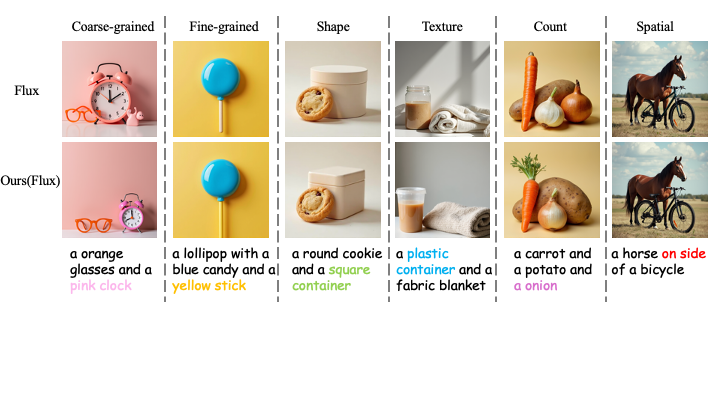 Coarse-grained Fine-grained Shape Texture Count Spatial
Flux
Ours(Flux)
a orange
glasses and a
pink clock
a lollipop with a
blue candy and a
yellow stick
a round cookie
and a square
container
a plastic
container and a
fabric blanket
a carrot and
a potato and
a onion
a horse on side
of a bicycle